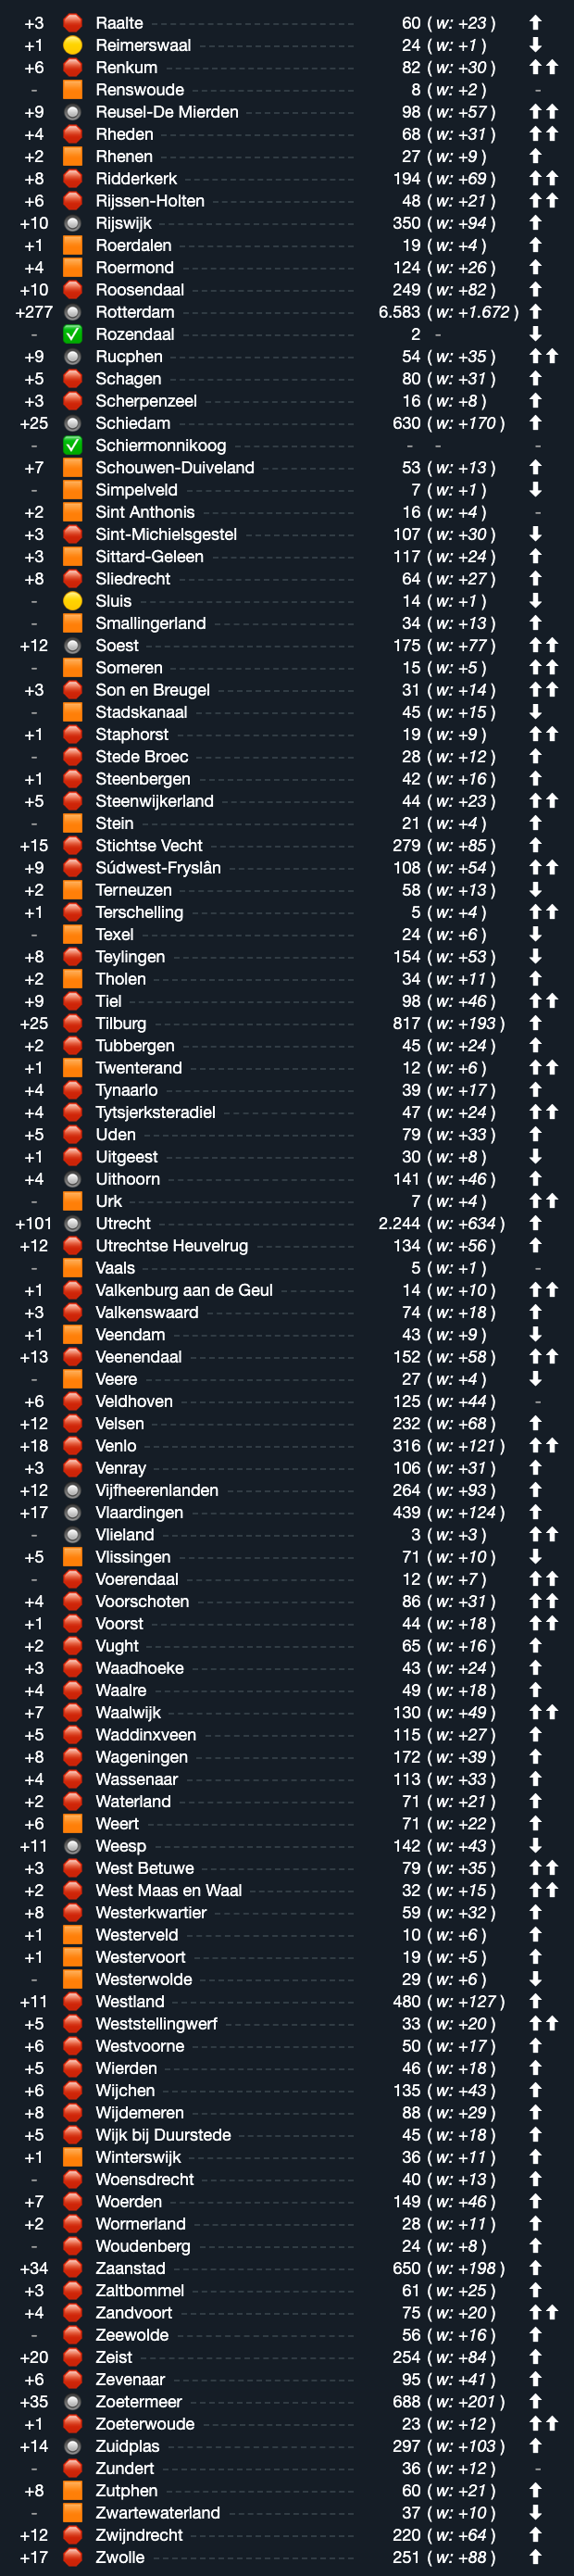 +3 Raalte 60 ( w: +23 )
+1 Reimerswaal 24 ( w: +1 )
+6 Renkum 82 ( w: +30 )
- Renswoude 8 ( w: +2 ) -
+9 Reusel-De Mierden 98 ( w: +57 )
+4 Rheden 68 ( w: +31 )
+2 Rhenen 27 ( w: +9 )
+8 Ridderkerk 194 ( w: +69 )
+6 Rijssen-Holten 48 ( w: +21 )
+10 Rijswijk 350 ( w: +94 )
+1 Roerdalen 19 ( w: +4 )
+4 Roermond 124 ( w: +26 )
+10 Roosendaal 249 ( w: +82 )
+277 Rotterdam 6.583 ( w: +1.672 )
- Rozendaal 2 -
+9 Rucphen 54 ( w: +35 )
+5 Schagen 80 ( w: +31 )
+3 Scherpenzeel 16 ( w: +8 )
+25 Schiedam 630 ( w: +170 )
- Schiermonnikoog - - -
+7 Schouwen-Duiveland 53 ( w: +13 )
- Simpelveld 7 ( w: +1 )
+2 Sint Anthonis 16 ( w: +4 ) -
+3 Sint-Michielsgestel 107 ( w: +30 )
+3 Sittard-Geleen 117 ( w: +24 )
+8 Sliedrecht 64 ( w: +27 )
- Sluis 14 ( w: +1 )
- Smallingerland 34 ( w: +13 )
+12 Soest 175 ( w: +77 )
- Someren 15 ( w: +5 )
+3 Son en Breugel 31 ( w: +14 )
- Stadskanaal 45 ( w: +15 )
+1 Staphorst 19 ( w: +9 )
- Stede Broec 28 ( w: +12 )
+1 Steenbergen 42 ( w: +16 )
+5 Steenwijkerland 44 ( w: +23 )
- Stein 21 ( w: +4 )
+15 Stichtse Vecht 279 ( w: +85 )
+9 Súdwest-Fryslân 108 ( w: +54 )
+2 Terneuzen 58 ( w: +13 )
+1 Terschelling 5 ( w: +4 )
- Texel 24 ( w: +6 )
+8 Teylingen 154 ( w: +53 )
+2 Tholen 34 ( w: +11 )
+9 Tiel 98 ( w: +46 )
+25 Tilburg 817 ( w: +193 )
+2 Tubbergen 45 ( w: +24 )
+1 Twenterand 12 ( w: +6 )
+4 Tynaarlo 39 ( w: +17 )
+4 Tytsjerksteradiel 47 ( w: +24 )
+5 Uden 79 ( w: +33 )
+1 Uitgeest 30 ( w: +8 )
+4 Uithoorn 141 ( w: +46 )
- Urk 7 ( w: +4 )
+101 Utrecht 2.244 ( w: +634 )
+12 Utrechtse Heuvelrug 134 ( w: +56 )
- Vaals 5 ( w: +1 ) -
+1 Valkenburg aan de Geul 14 ( w: +10 )
+3 Valkenswaard 74 ( w: +18 )
+1 Veendam 43 ( w: +9 )
+13 Veenendaal 152 ( w: +58 )
- Veere 27 ( w: +4 )
+6 Veldhoven 125 ( w: +44 ) -
+12 Velsen 232 ( w: +68 )
+18 Venlo 316 ( w: +121 )
+3 Venray 106 ( w: +31 )
+12 Vijfheerenlanden 264 ( w: +93 )
+17 Vlaardingen 439 ( w: +124 )
- Vlieland 3 ( w: +3 )
+5 Vlissingen 71 ( w: +10 )
- Voerendaal 12 ( w: +7 )
+4 Voorschoten 86 ( w: +31 )
+1 Voorst 44 ( w: +18 )
+2 Vught 65 ( w: +16 )
+3 Waadhoeke 43 ( w: +24 )
+4 Waalre 49 ( w: +18 )
+7 Waalwijk 130 ( w: +49 )
+5 Waddinxveen 115 ( w: +27 )
+8 Wageningen 172 ( w: +39 )
+4 Wassenaar 113 ( w: +33 )
+2 Waterland 71 ( w: +21 )
+6 Weert 71 ( w: +22 )
+11 Weesp 142 ( w: +43 )
+3 West Betuwe 79 ( w: +35 )
+2 West Maas en Waal 32 ( w: +15 )
+8 Westerkwartier 59 ( w: +32 )
+1 Westerveld 10 ( w: +6 )
+1 Westervoort 19 ( w: +5 )
- Westerwolde 29 ( w: +6 )
+11 Westland 480 ( w: +127 )
+5 Weststellingwerf 33 ( w: +20 )
+6 Westvoorne 50 ( w: +17 )
+5 Wierden 46 ( w: +18 )
+6 Wijchen 135 ( w: +43 )
+8 Wijdemeren 88 ( w: +29 )
+5 Wijk bij Duurstede 45 ( w: +18 )
+1 Winterswijk 36 ( w: +11 )
- Woensdrecht 40 ( w: +13 )
+7 Woerden 149 ( w: +46 )
+2 Wormerland 28 ( w: +11 )
- Woudenberg 24 ( w: +8 )
+34 Zaanstad 650 ( w: +198 )
+3 Zaltbommel 61 ( w: +25 )
+4 Zandvoort 75 ( w: +20 )
- Zeewolde 56 ( w: +16 )
+20 Zeist 254 ( w: +84 )
+6 Zevenaar 95 ( w: +41 )
+35 Zoetermeer 688 ( w: +201 )
+1 Zoeterwoude 23 ( w: +12 )
+14 Zuidplas 297 ( w: +103 )
- Zundert 36 ( w: +12 ) -
+8 Zutphen 60 ( w: +21 )
- Zwartewaterland 37 ( w: +10 )
+12 Zwijndrecht 220 ( w: +64 )
+17 Zwolle 251 ( w: +88 )